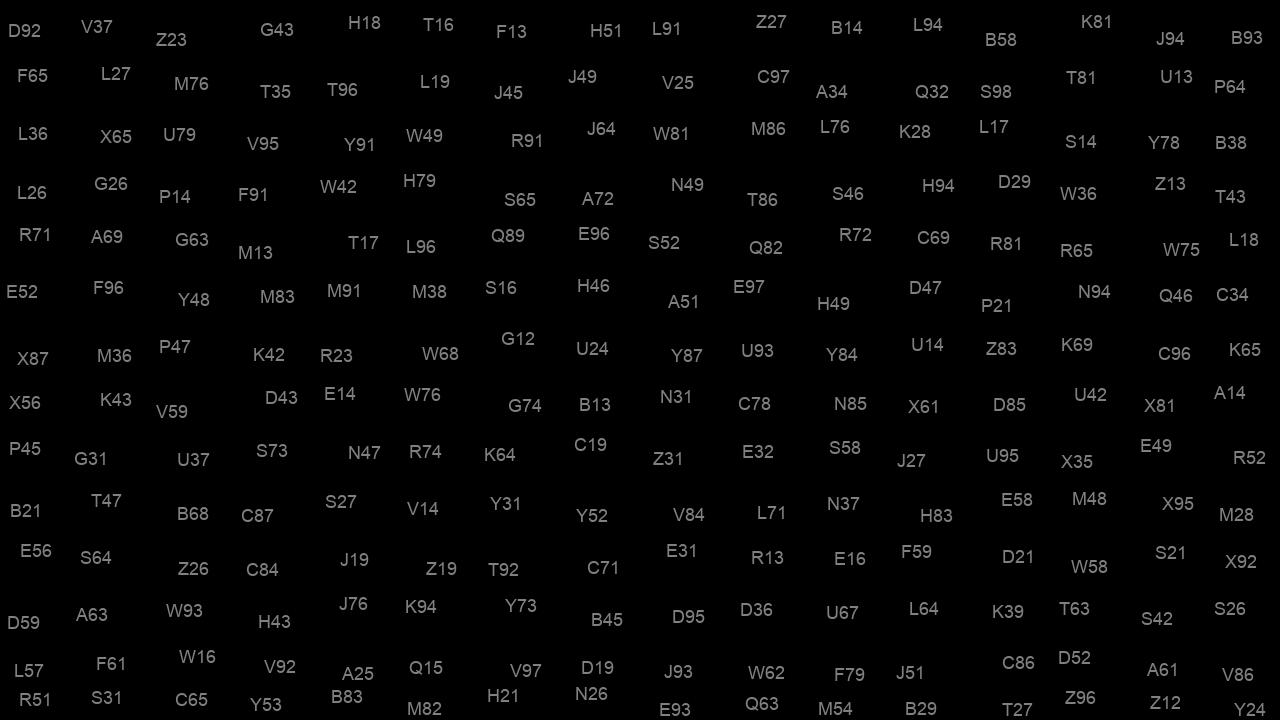 D92 V37 Z23 G43 H18 T16 F13 H51 L91 Z27 B14 L94 B58 K81 J94 B93
F65 L27 M76 T35 T96 L19 J45 J49 V25 C97 A34 Q32 S98 T81 U13 P64
L36 X65 U79 V95 Y91 W49 R91 J64 W81 M86 L76 K28 L17 S14 Y78 B38
L26 G26 P14 F91 W42 H79 S65 A72 N49 T86 S46 H94 D29 W36 Z13 T43
R71 A69 G63 M13 T17 L96 Q89 E96 S52 Q82 R72 C69 R81 R65 W75 L18
E52 F96 Y48 M83 M91 M38 S16 H46 A51 E97 H49 D47 P21 N94 Q46 C34
X87 M36 P47 K42 R23 W68 G12 U24 Y87 U93 Y84 U14 Z83 K69 C96 K65
X56 K43 V59 D43 E14 W76 G74 B13 N31 C78 N85 X61 D85 U42 X81 A14
P45 G31 U37 S73 N47 R74 K64 C19 Z31 E32 S58 J27 U95 X35 E49 R52
B21 T47 B68 C87 S27 V14 Y31 Y52 V84 L71 N37 H83 E58 M48 X95 M28
E56 S64 Z26 C84 J19 Z19 T92 C71 E31 R13 E16 F59 D21 W58 S21 X92
D59 A63 W93 H43 J76 K94 Y73 B45 D95 D36 U67 L64 K39 T63 S42 S26
L57 F61 W16 V92 A25 Q15 V97 D19 J93 W62 F79 J51 C86 D52 A61 V86
R51 S31 C65 Y53 B83 M82 H21 N26 E93 Q63 M54 B29 T27 Z96 Z12 Y24